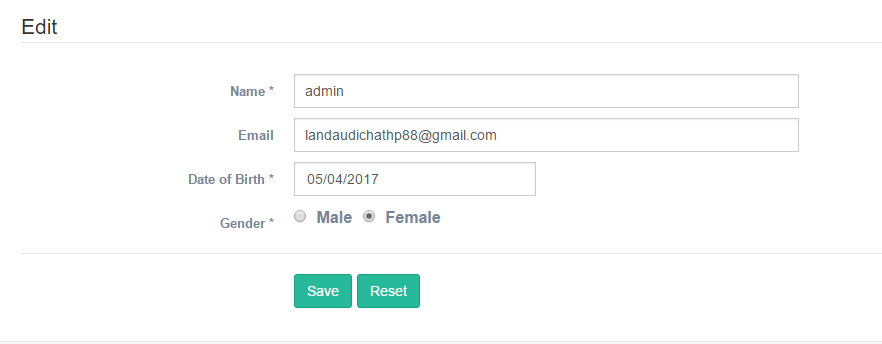 Edit
Name * admin
Email landaudichathp88@gmail.com
Date of Birth * 05/04/2017
Gender * Male Female
Save Reset